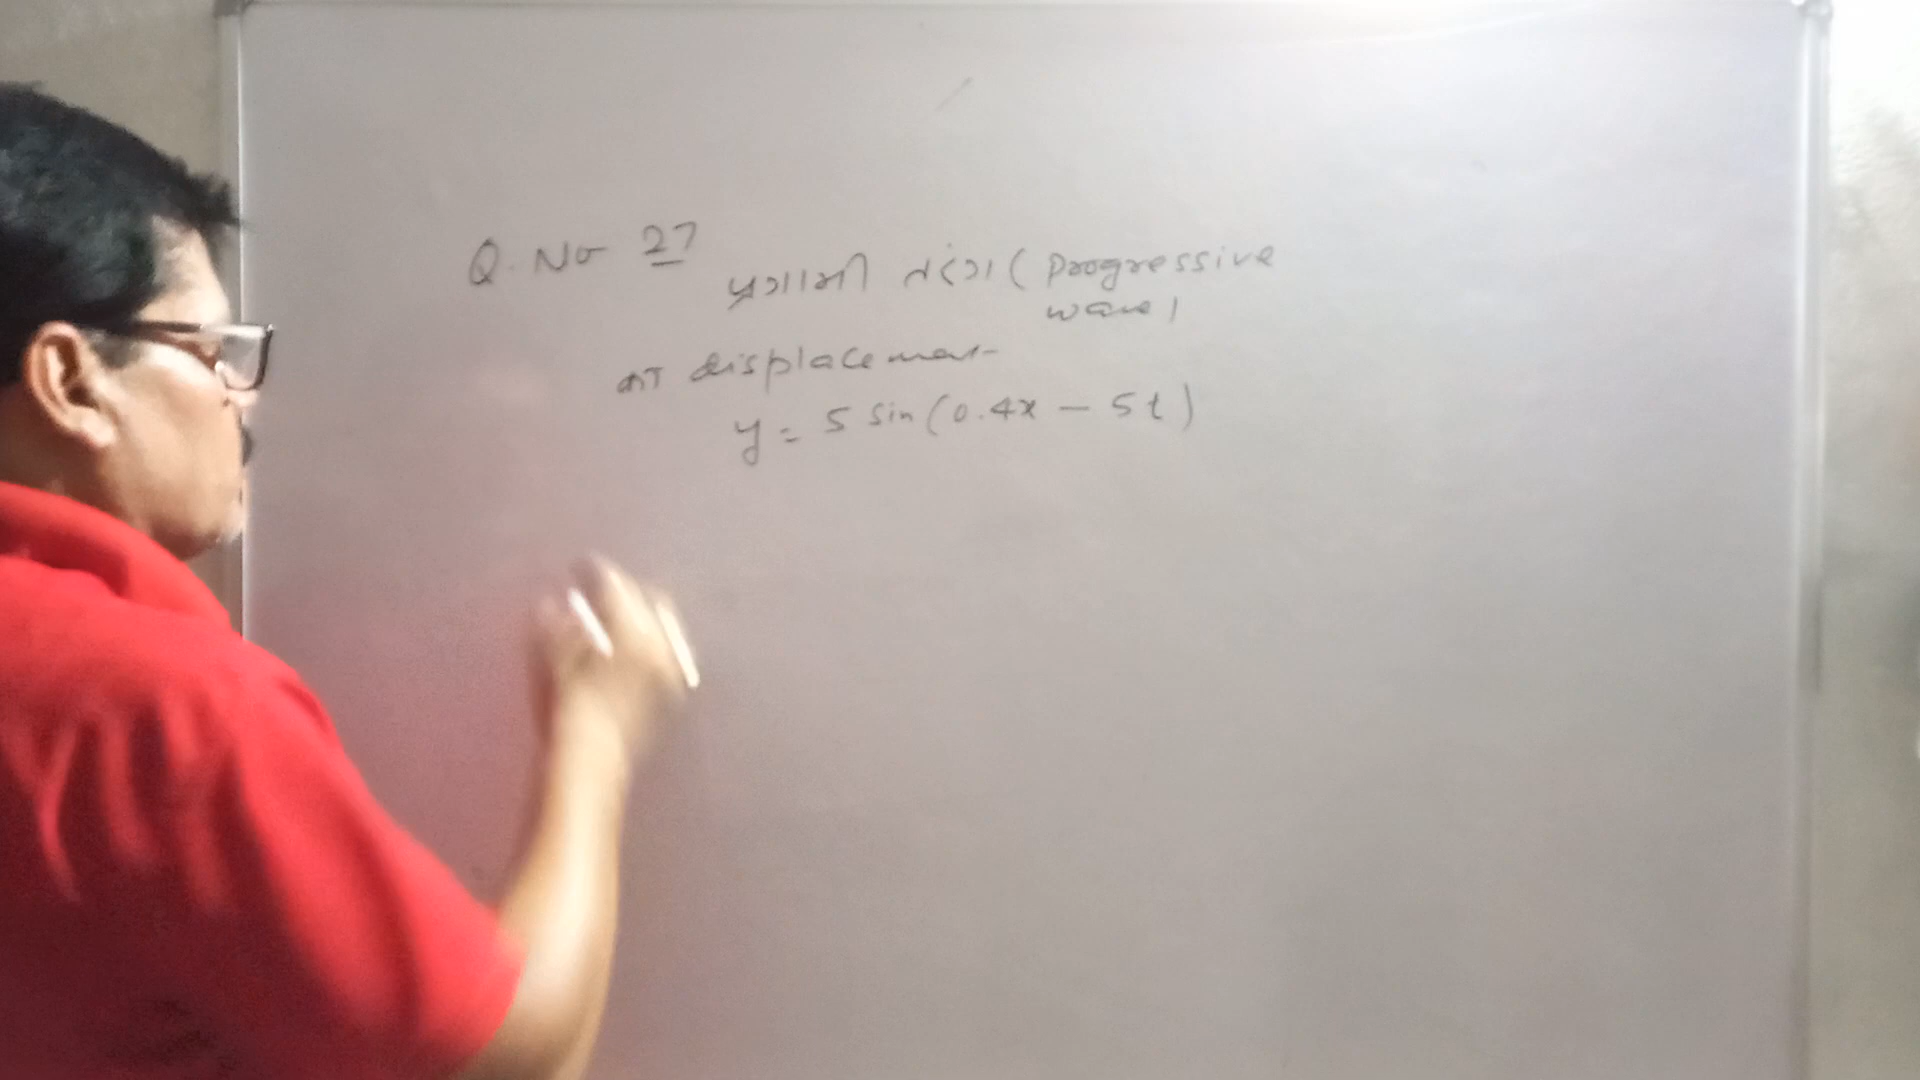 Q. No 27
प्रगामी तरंग ( Progressive
wave )
का displacement
y = 5 sin (0.4x − 5t)